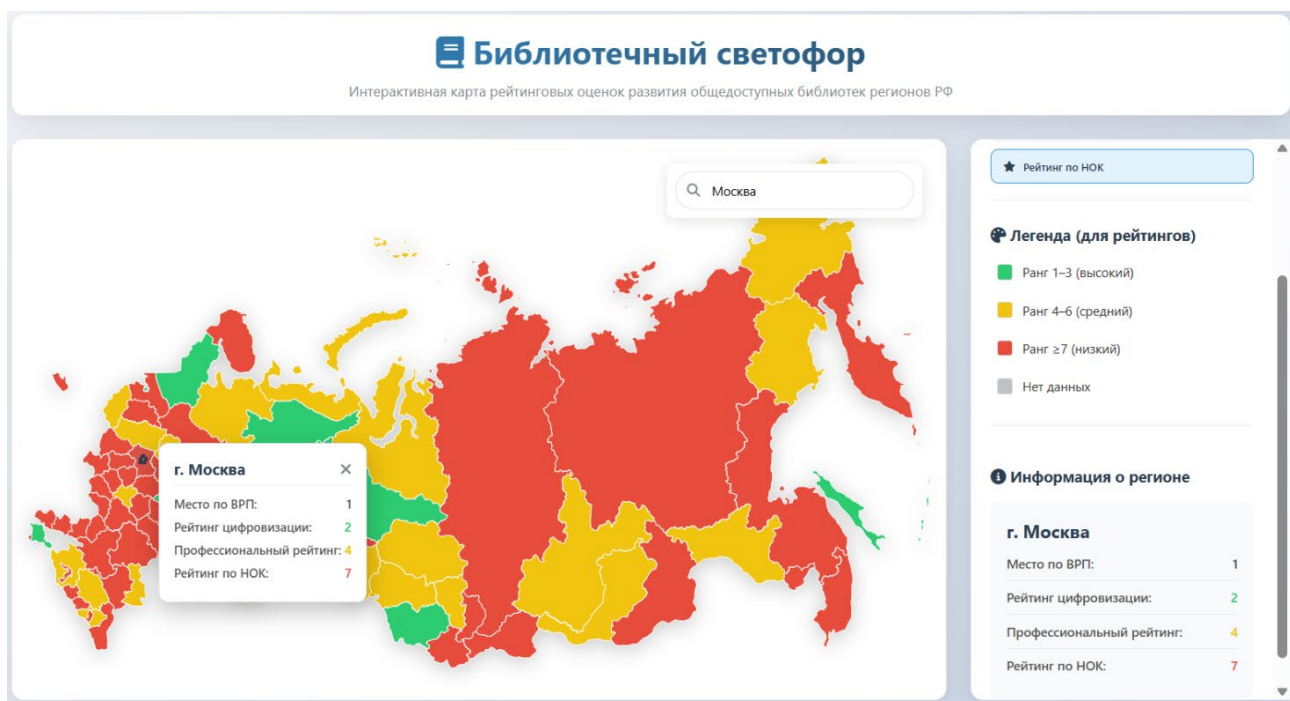 Библиотечный светофор
Интерактивная карта рейтинговых оценок развития общедоступных библиотек регионов РФ
Москва
г. Москва
Место по ВРП: 1
Рейтинг цифровизации: 2
Профессиональный рейтинг: 4
Рейтинг по НОК: 7
Рейтинг по НОК
Легенда (для рейтингов)
Ранг 1–3 (высокий)
Ранг 4–6 (средний)
Ранг ≥7 (низкий)
Нет данных
Информация о регионе
г. Москва
Место по ВРП: 1
Рейтинг цифровизации: 2
Профессиональный рейтинг: 4
Рейтинг по НОК: 7